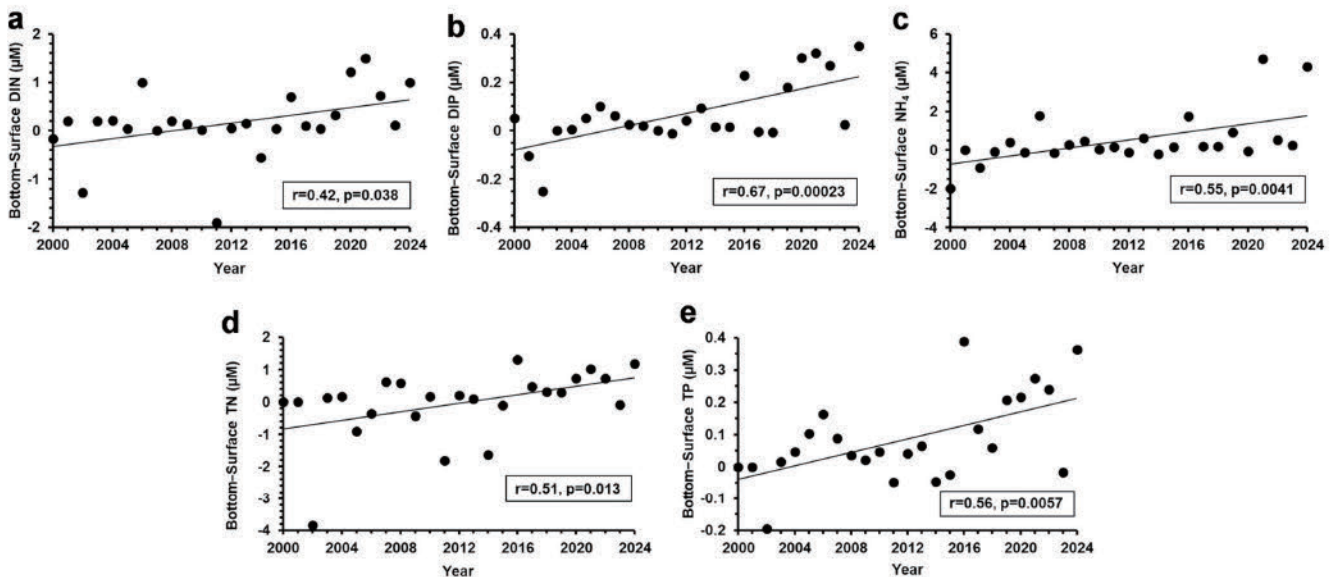 a
Bottom–Surface DIN (µM)
2
1
0
-1
-2
2000 2004 2008 2012 2016 2020 2024
Year
r=0.42, p=0.038
b
Bottom–Surface DIP (µM)
0.4
0.2
0
-0.2
-0.4
2000 2004 2008 2012 2016 2020 2024
Year
r=0.67, p=0.00023
c
Bottom–Surface NH4 (µM)
6
4
2
0
-2
-4
2000 2004 2008 2012 2016 2020 2024
Year
r=0.55, p=0.0041
d
Bottom–Surface TN (µM)
2
1
0
-1
-2
-3
-4
2000 2004 2008 2012 2016 2020 2024
Year
r=0.51, p=0.013
e
Bottom–Surface TP (µM)
0.4
0.3
0.2
0.1
0
-0.1
-0.2
2000 2004 2008 2012 2016 2020 2024
Year
r=0.56, p=0.0057